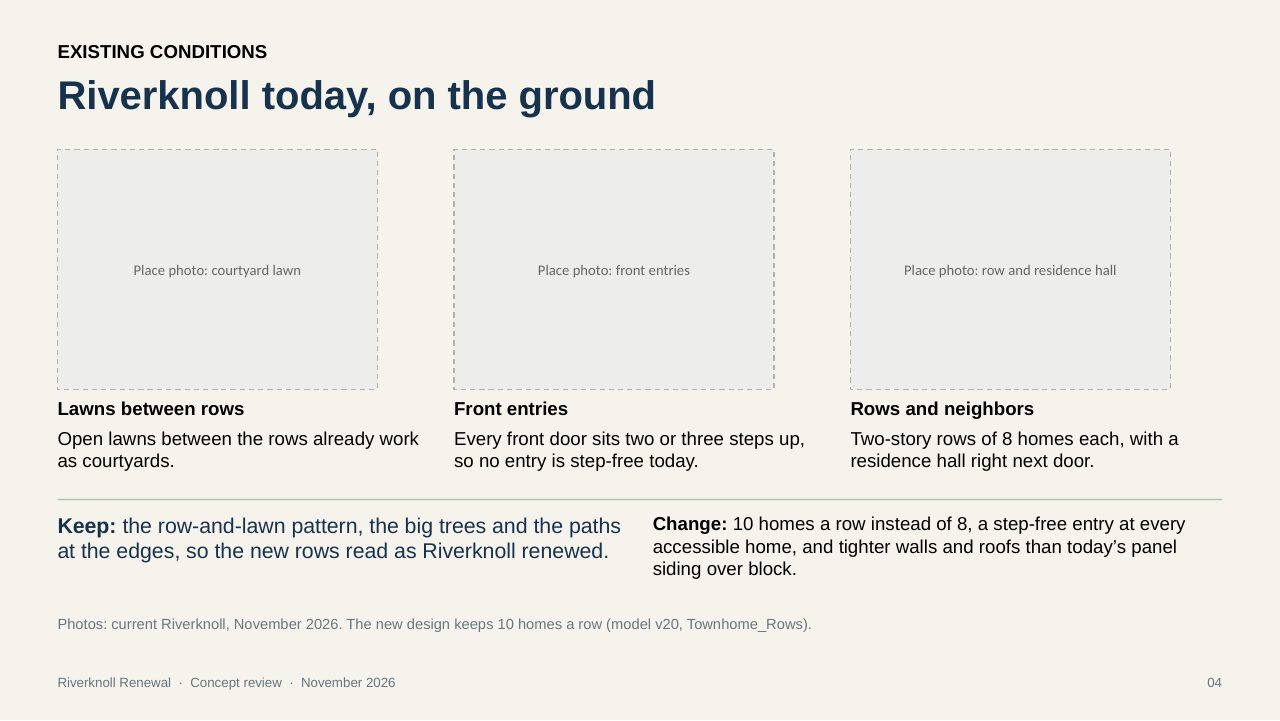 EXISTING CONDITIONS
Riverknoll today, on the ground
Place photo: courtyard lawn
Place photo: front entries
Place photo: row and residence hall
Lawns between rows
Open lawns between the rows already work
as courtyards.
Front entries
Every front door sits two or three steps up,
so no entry is step-free today.
Rows and neighbors
Two-story rows of 8 homes each, with a
residence hall right next door.
Keep: the row-and-lawn pattern, the big trees and the paths
at the edges, so the new rows read as Riverknoll renewed.
Change: 10 homes a row instead of 8, a step-free entry at every
accessible home, and tighter walls and roofs than today’s panel
siding over block.
Photos: current Riverknoll, November 2026. The new design keeps 10 homes a row (model v20, Townhome_Rows).
Riverknoll Renewal · Concept review · November 2026
04